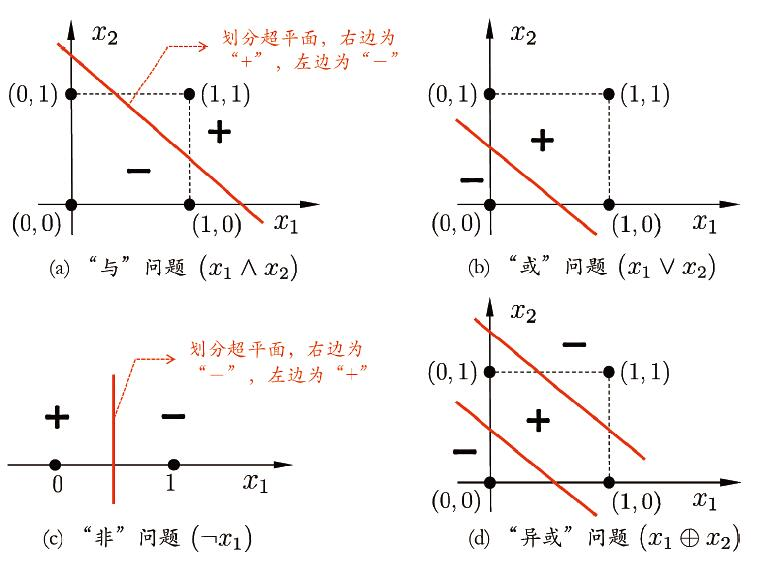 x₂
划分超平面，右边为
“+”，左边为“−”
(0, 1)
(1, 1)
+
−
(0, 0)
(1, 0)
x₁
(a) “与” 问题 (x₁ ∧ x₂)
x₂
(0, 1)
(1, 1)
+
−
(0, 0)
(1, 0)
x₁
(b) “或” 问题 (x₁ ∨ x₂)
划分超平面，右边为
“−”，左边为“+”
+
−
0
1
x₁
(c) “非” 问题 (¬x₁)
x₂
−
(0, 1)
(1, 1)
+
−
(0, 0)
(1, 0)
x₁
(d) “异或” 问题 (x₁ ⊕ x₂)